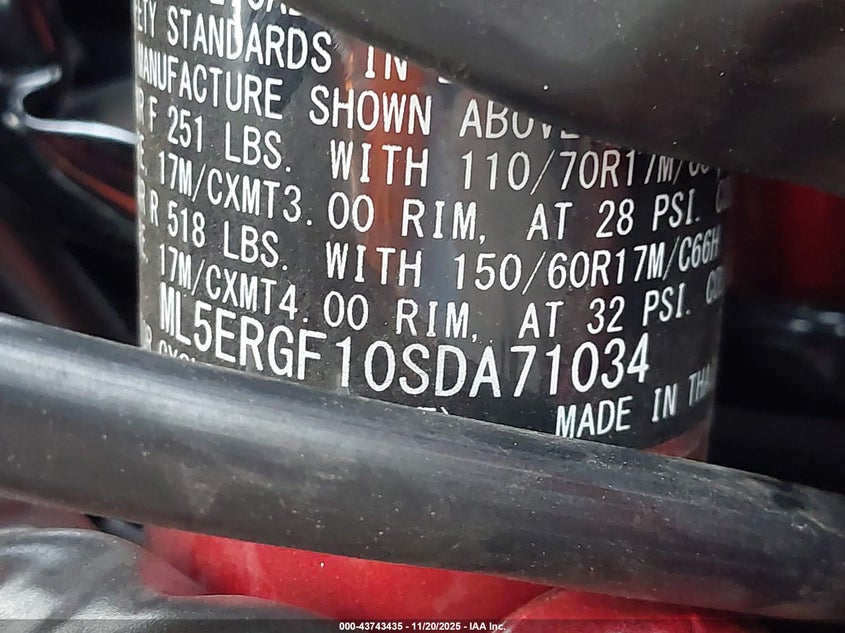 ETY STANDARDS IN
MANUFACTURE SHOWN ABOVE
R F 251 LBS. WITH 110/70R17M/C
17M/CXMT3.00 RIM, AT 28 PSI.
R R 518 LBS. WITH 150/60R17M/C66H
17M/CXMT4.00 RIM, AT 32 PSI.
ML5ERGF10SDA71034
MADE IN
000-43743435 - 11/20/2025 - IAA Inc.